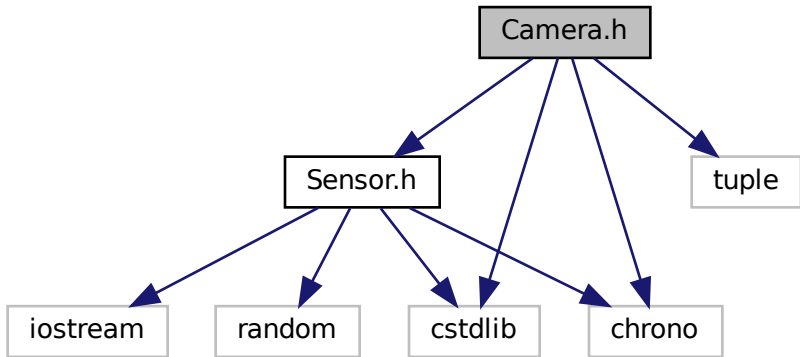 Camera.h
Sensor.h
tuple
iostream
random
cstdlib
chrono